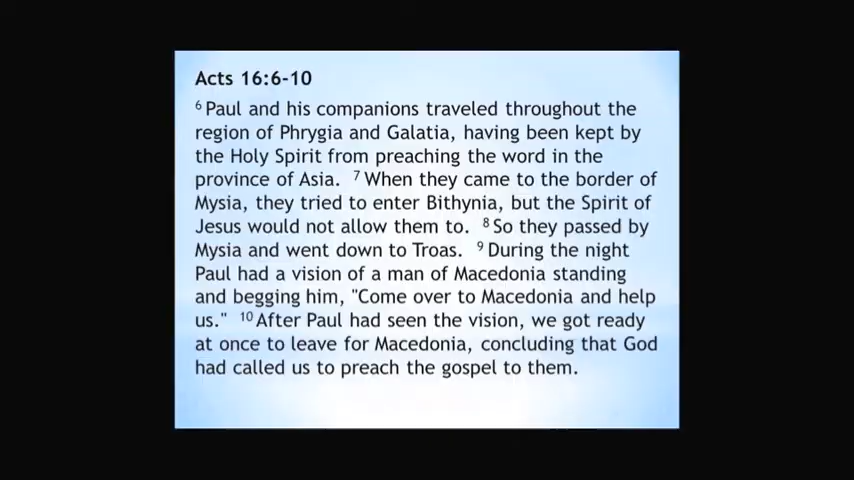 Acts 16:6-10
6 Paul and his companions traveled throughout the
region of Phrygia and Galatia, having been kept by
the Holy Spirit from preaching the word in the
province of Asia. 7 When they came to the border of
Mysia, they tried to enter Bithynia, but the Spirit of
Jesus would not allow them to. 8 So they passed by
Mysia and went down to Troas. 9 During the night
Paul had a vision of a man of Macedonia standing
and begging him, "Come over to Macedonia and help
us." 10 After Paul had seen the vision, we got ready
at once to leave for Macedonia, concluding that God
had called us to preach the gospel to them.